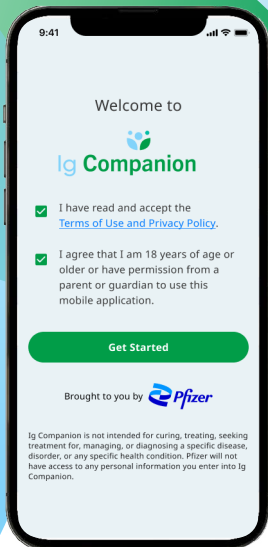 9:41
Welcome to
Ig Companion
I have read and accept the
Terms of Use and Privacy Policy.
I agree that I am 18 years of age or
older or have permission from a
parent or guardian to use this
mobile application.
Get Started
Brought to you by Pfizer
Ig Companion is not intended for curing, treating, seeking
treatment for, managing, or diagnosing a specific disease,
disorder, or any specific health condition. Pfizer will not
have access to any personal information you enter into Ig
Companion.